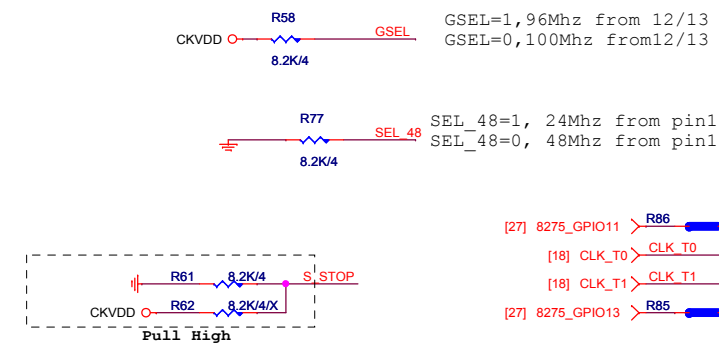 R58
CKVDD
GSEL
8.2K/4
GSEL=1,96Mhz from 12/13
GSEL=0,100Mhz from12/13
R77
SEL_48
8.2K/4
SEL_48=1, 24Mhz from pin1
SEL_48=0, 48Mhz from pin1
[27] 8275_GPIO11 R86
[18] CLK_T0 CLK_T0
[18] CLK_T1 CLK_T1
[27] 8275_GPIO13 R85
R61 8.2K/4 S_STOP
CKVDD R62 8.2K/4/X
Pull High